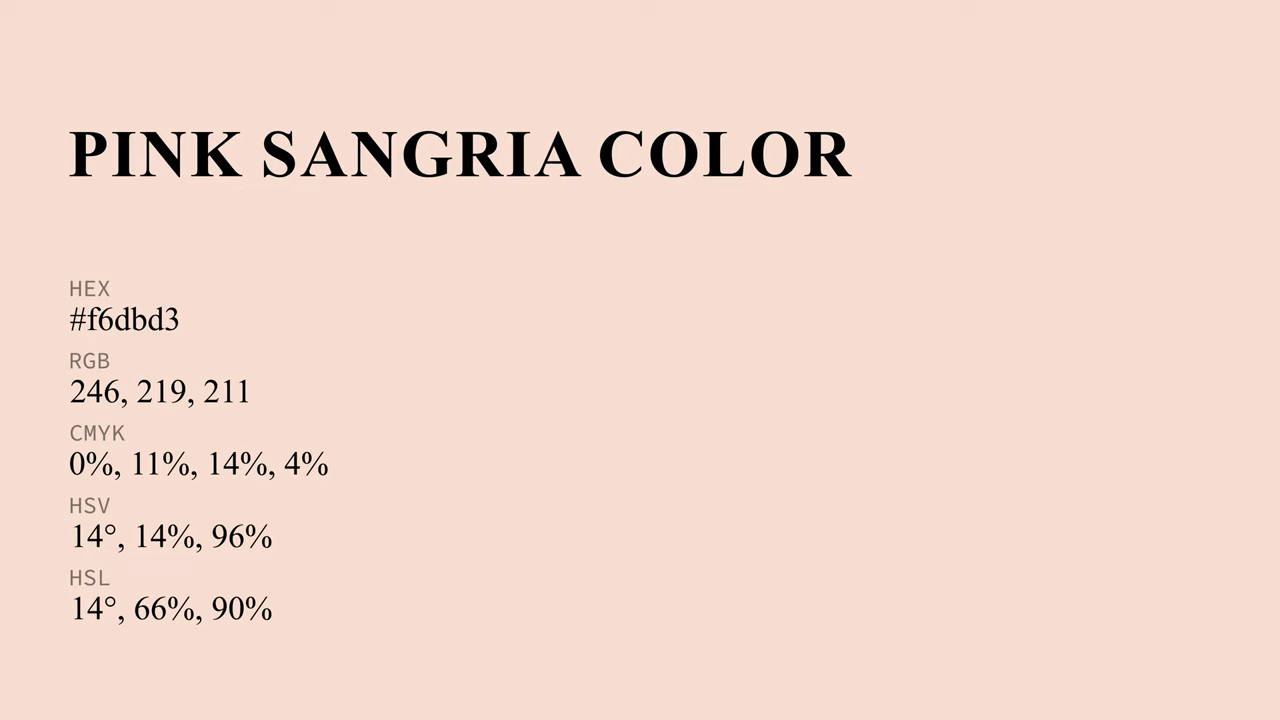 PINK SANGRIA COLOR
HEX
#f6dbd3
RGB
246, 219, 211
CMYK
0%, 11%, 14%, 4%
HSV
14°, 14%, 96%
HSL
14°, 66%, 90%